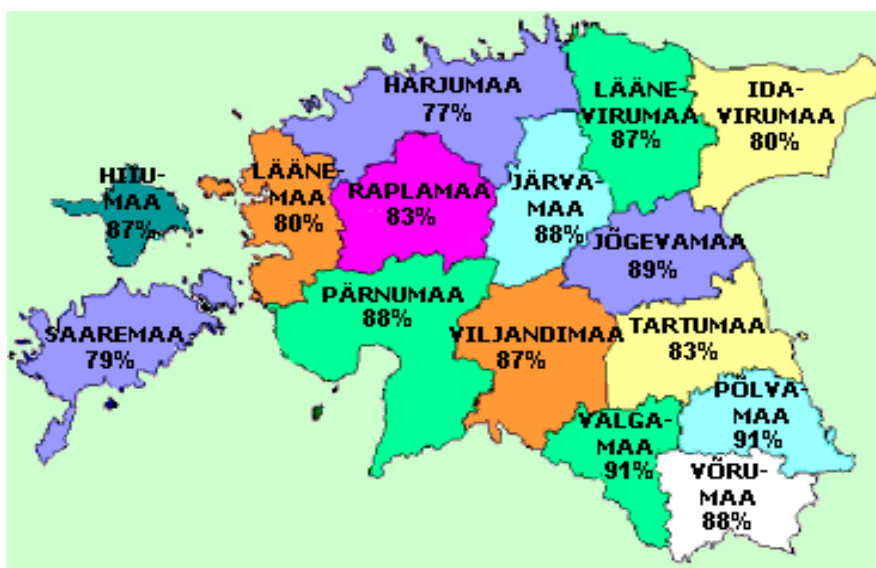 HARJUMAA
77%
LÄÄNE-
VIRUMAA
87%
IDA-
VIRUMAA
80%
HIIU-
MAA
87%
LÄÄNE-
MAA
80%
RAPLAMAA
83%
JÄRVA-
MAA
88%
JÕGEVAMAA
89%
SAAREMAA
79%
PÄRNUMAA
88%
VILJANDIMAA
87%
TARTUMAA
83%
VALGA-
MAA
91%
PÕLVA-
MAA
91%
VÕRU-
MAA
88%